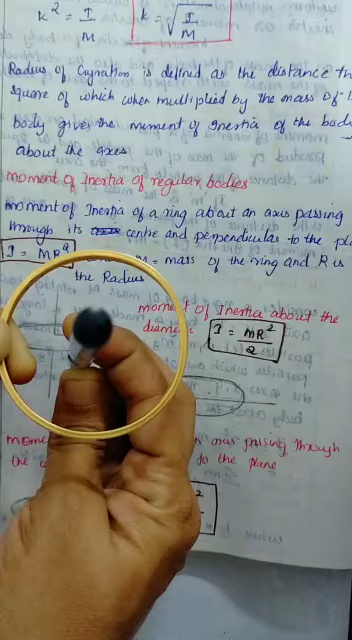 K² = I/M   K = √(I/M)
Radius of Gyration is defined as the distance the
square of which when multiplied by the mass of
body gives the moment of Inertia of the body
about the axes
moment of Inertia of regular bodies
moment of Inertia of a ring about an axis passing
through its centre and perpendicular to the
I = MR² M = mass of the ring and R is
the Radius
moment of Inertia about the
diameter
I = MR²/2
passing through
the to the plane
2